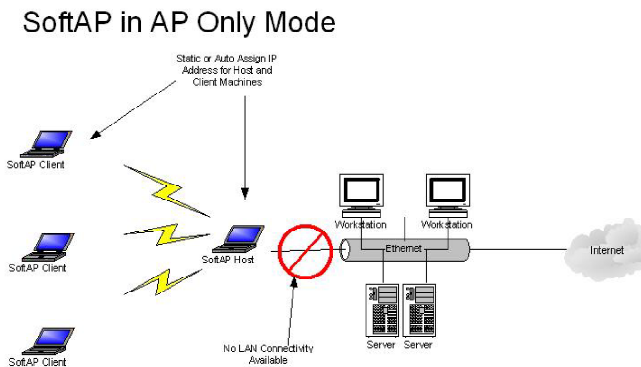 SoftAP in AP Only Mode
Static or Auto Assign IP
Address for Host and
Client Machines
SoftAP Client
Workstation
Workstation
SoftAP Client
SoftAP Host
Ethernet
Internet
Server
Server
No LAN Connectivity
Available
SoftAP Client